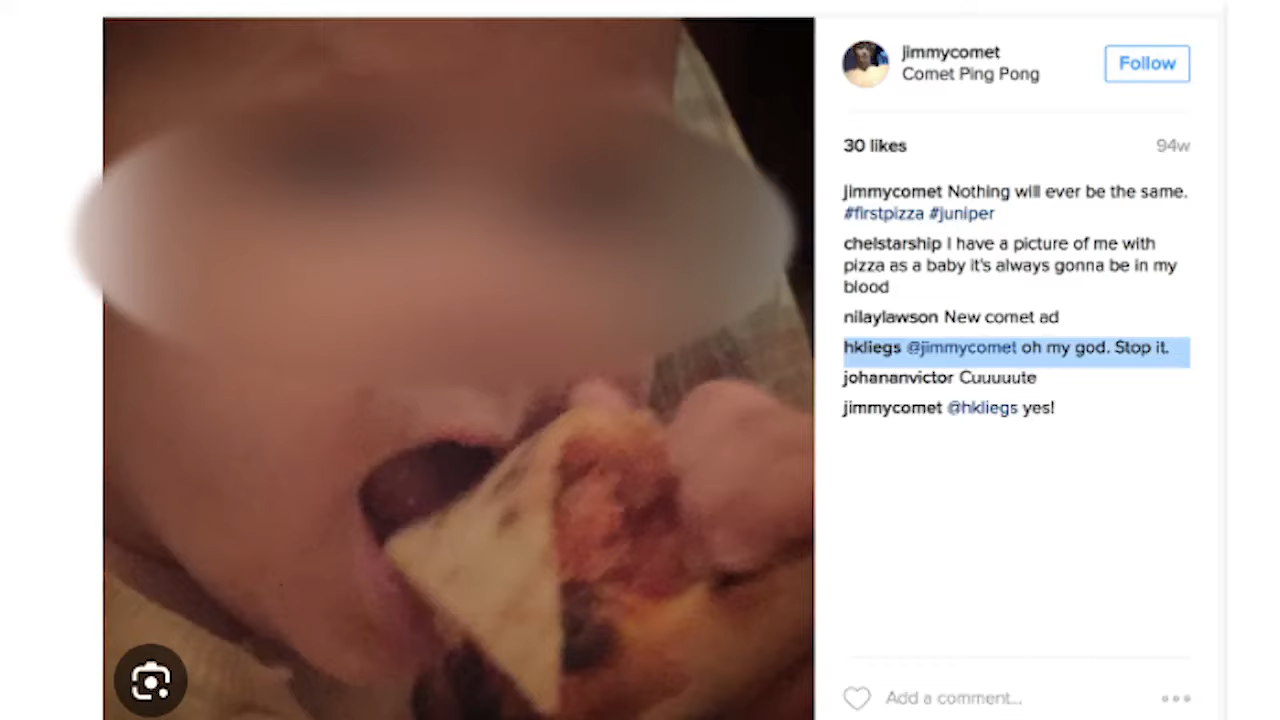 jimmycomet
Comet Ping Pong
Follow
30 likes
94w
jimmycomet Nothing will ever be the same.
#firstpizza #juniper
chelstarship I have a picture of me with
pizza as a baby it's always gonna be in my
blood
nilaylawson New comet ad
hkliegs @jimmycomet oh my god. Stop it.
johananvictor Cuuuuute
jimmycomet @hkliegs yes!
Add a comment...